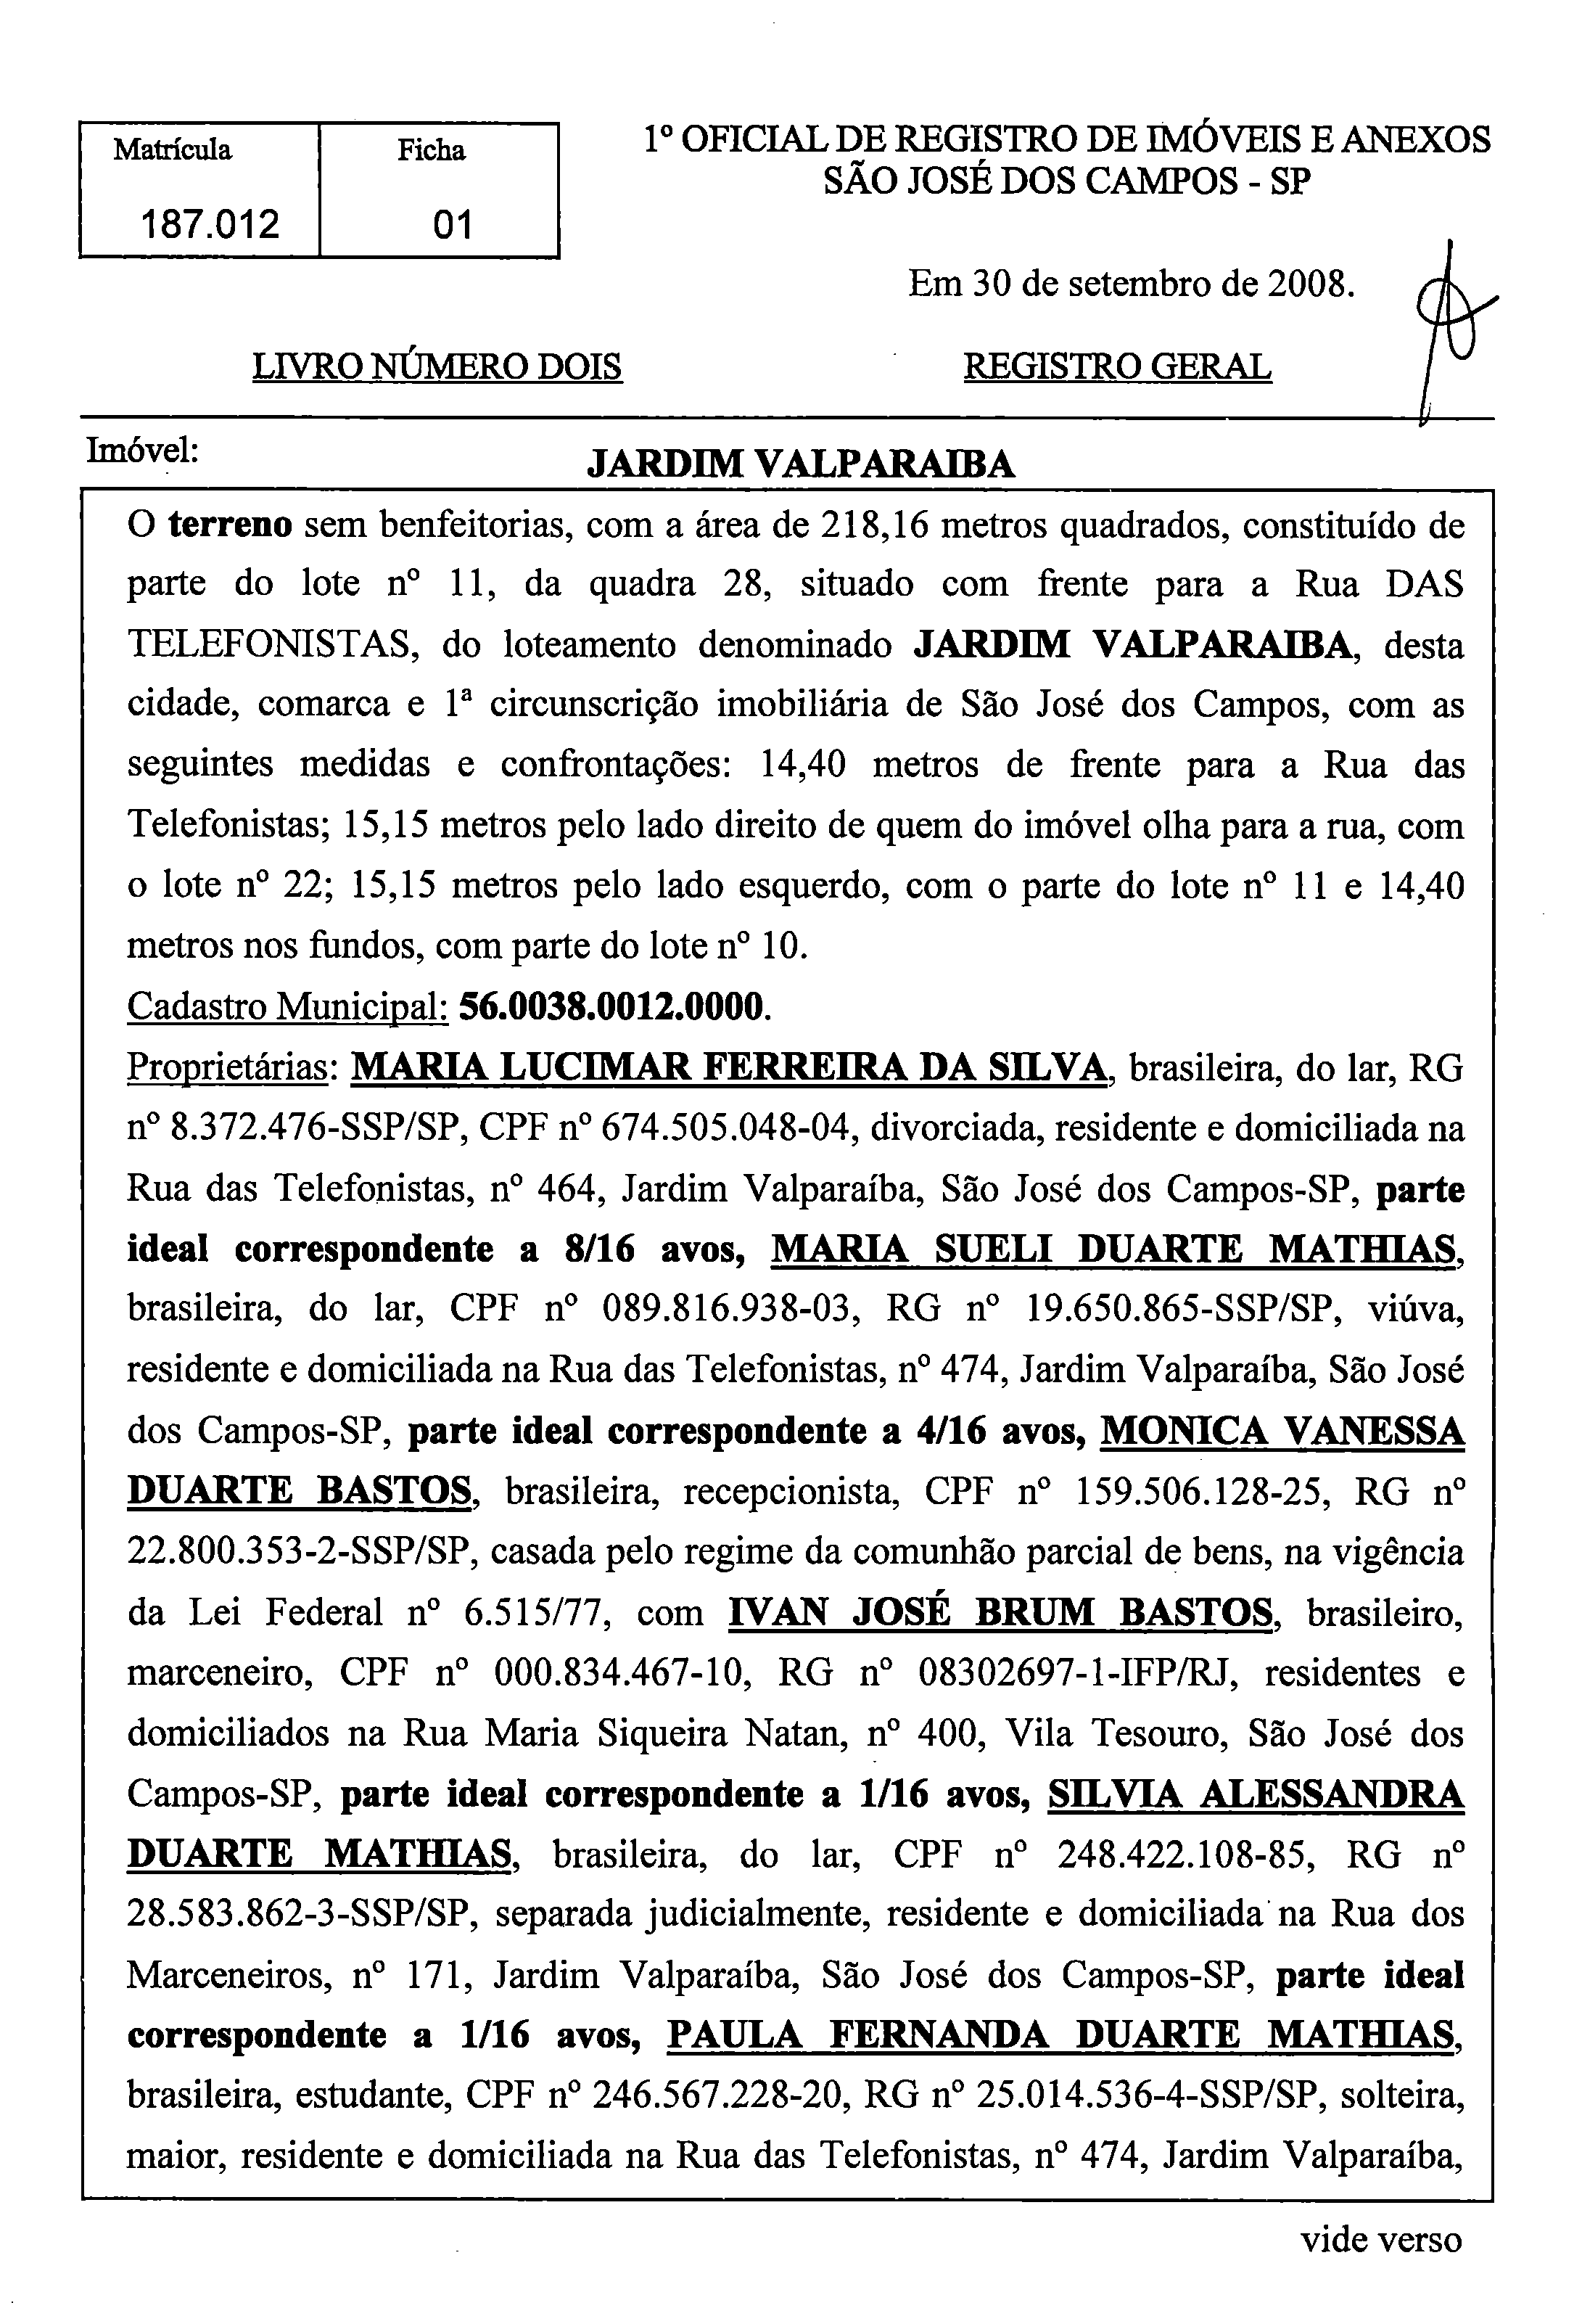 Matrícula
187.012
Ficha
01
1º OFICIAL DE REGISTRO DE IMÓVEIS E ANEXOS
SÃO JOSÉ DOS CAMPOS - SP
Em 30 de setembro de 2008.
LIVRO NÚMERO DOIS
REGISTRO GERAL
Imóvel:
JARDIM VALPARAIBA
O terreno sem benfeitorias, com a área de 218,16 metros quadrados, constituído de
parte do lote nº 11, da quadra 28, situado com frente para a Rua DAS
TELEFONISTAS, do loteamento denominado JARDIM VALPARAIBA, desta
cidade, comarca e 1ª circunscrição imobiliária de São José dos Campos, com as
seguintes medidas e confrontações: 14,40 metros de frente para a Rua das
Telefonistas; 15,15 metros pelo lado direito de quem do imóvel olha para a rua, com
o lote nº 22; 15,15 metros pelo lado esquerdo, com o parte do lote nº 11 e 14,40
metros nos fundos, com parte do lote nº 10.
Cadastro Municipal: 56.0038.0012.0000.
Proprietárias: MARIA LUCIMAR FERREIRA DA SILVA, brasileira, do lar, RG
nº 8.372.476-SSP/SP, CPF nº 674.505.048-04, divorciada, residente e domiciliada na
Rua das Telefonistas, nº 464, Jardim Valparaíba, São José dos Campos-SP, parte
ideal correspondente a 8/16 avos, MARIA SUELI DUARTE MATHIAS,
brasileira, do lar, CPF nº 089.816.938-03, RG nº 19.650.865-SSP/SP, viúva,
residente e domiciliada na Rua das Telefonistas, nº 474, Jardim Valparaíba, São José
dos Campos-SP, parte ideal correspondente a 4/16 avos, MONICA VANESSA
DUARTE BASTOS, brasileira, recepcionista, CPF nº 159.506.128-25, RG nº
22.800.353-2-SSP/SP, casada pelo regime da comunhão parcial de bens, na vigência
da Lei Federal nº 6.515/77, com IVAN JOSÉ BRUM BASTOS, brasileiro,
marceneiro, CPF nº 000.834.467-10, RG nº 08302697-1-IFP/RJ, residentes e
domiciliados na Rua Maria Siqueira Natan, nº 400, Vila Tesouro, São José dos
Campos-SP, parte ideal correspondente a 1/16 avos, SILVIA ALESSANDRA
DUARTE MATHIAS, brasileira, do lar, CPF nº 248.422.108-85, RG nº
28.583.862-3-SSP/SP, separada judicialmente, residente e domiciliada na Rua dos
Marceneiros, nº 171, Jardim Valparaíba, São José dos Campos-SP, parte ideal
correspondente a 1/16 avos, PAULA FERNANDA DUARTE MATHIAS,
brasileira, estudante, CPF nº 246.567.228-20, RG nº 25.014.536-4-SSP/SP, solteira,
maior, residente e domiciliada na Rua das Telefonistas, nº 474, Jardim Valparaíba,
vide verso